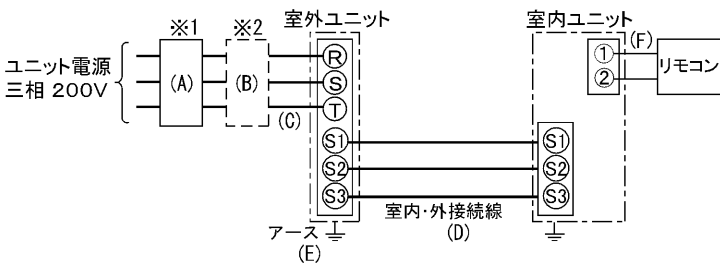 ※1
※2
室外ユニット
室内ユニット
ユニット電源
三相 200V
(A)
(B)
(C)
R
S
T
S1
S2
S3
アース
(E)
室内・外接続線
(D)
S1
S2
S3
①
②
(F)
リモコン